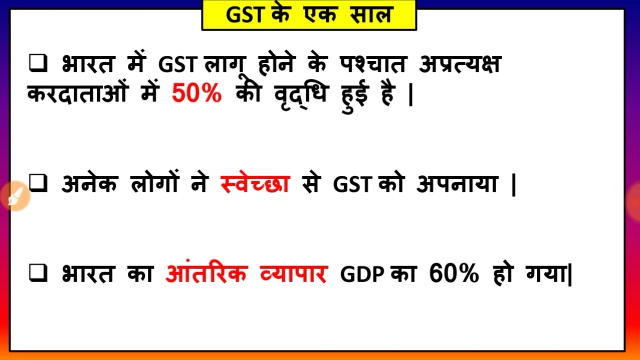 GST के एक साल
❑ भारत में GST लागू होने के पश्चात अप्रत्यक्ष
करदाताओं में 50% की वृद्धि हुई है |
❑ अनेक लोगों ने स्वेच्छा से GST को अपनाया |
❑ भारत का आंतरिक व्यापार GDP का 60% हो गया|